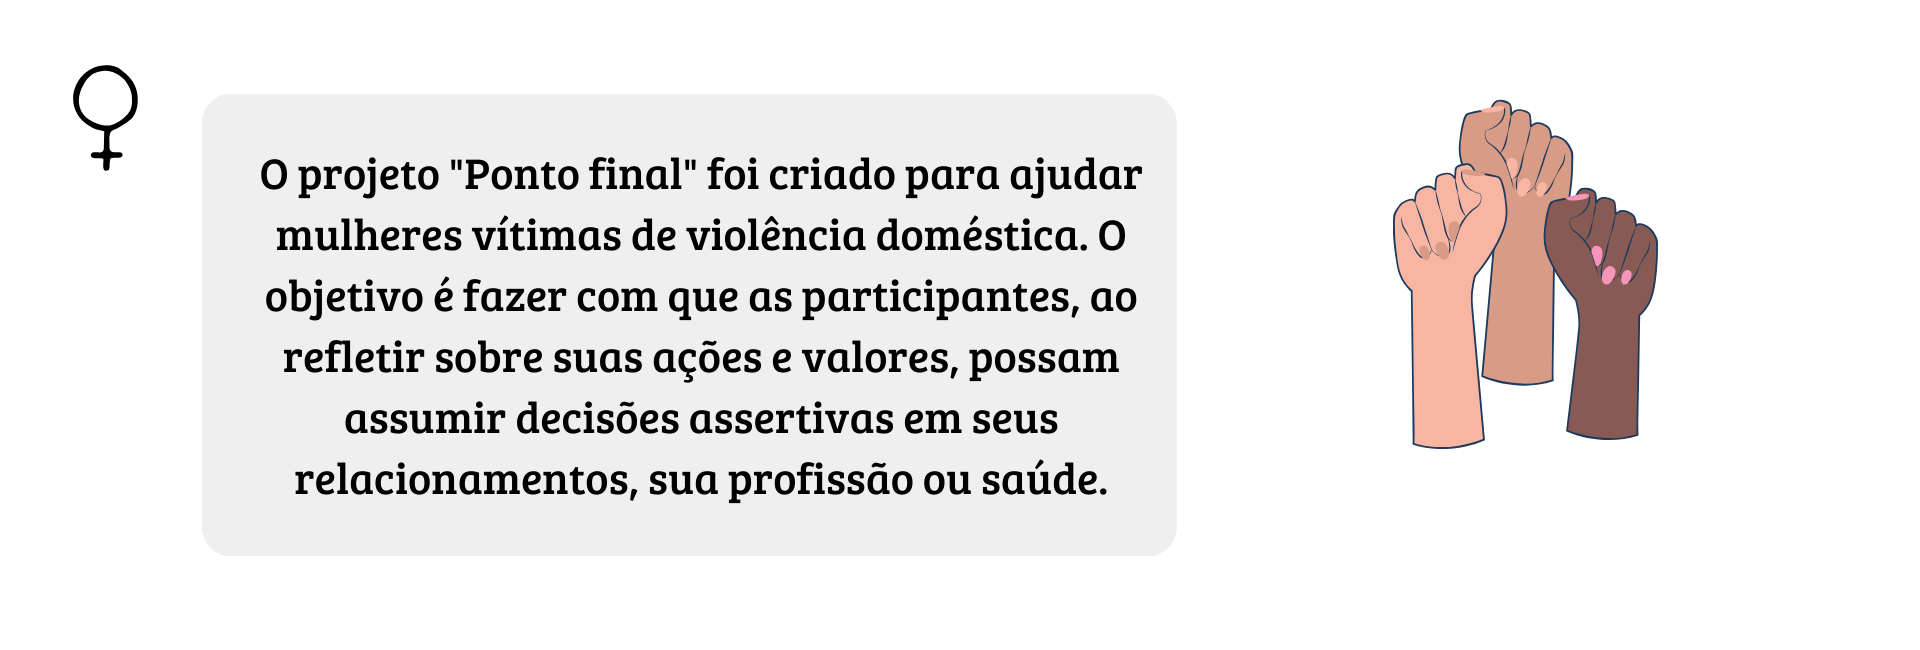 O projeto "Ponto final" foi criado para ajudar
mulheres vítimas de violência doméstica. O
objetivo é fazer com que as participantes, ao
refletir sobre suas ações e valores, possam
assumir decisões assertivas em seus
relacionamentos, sua profissão ou saúde.